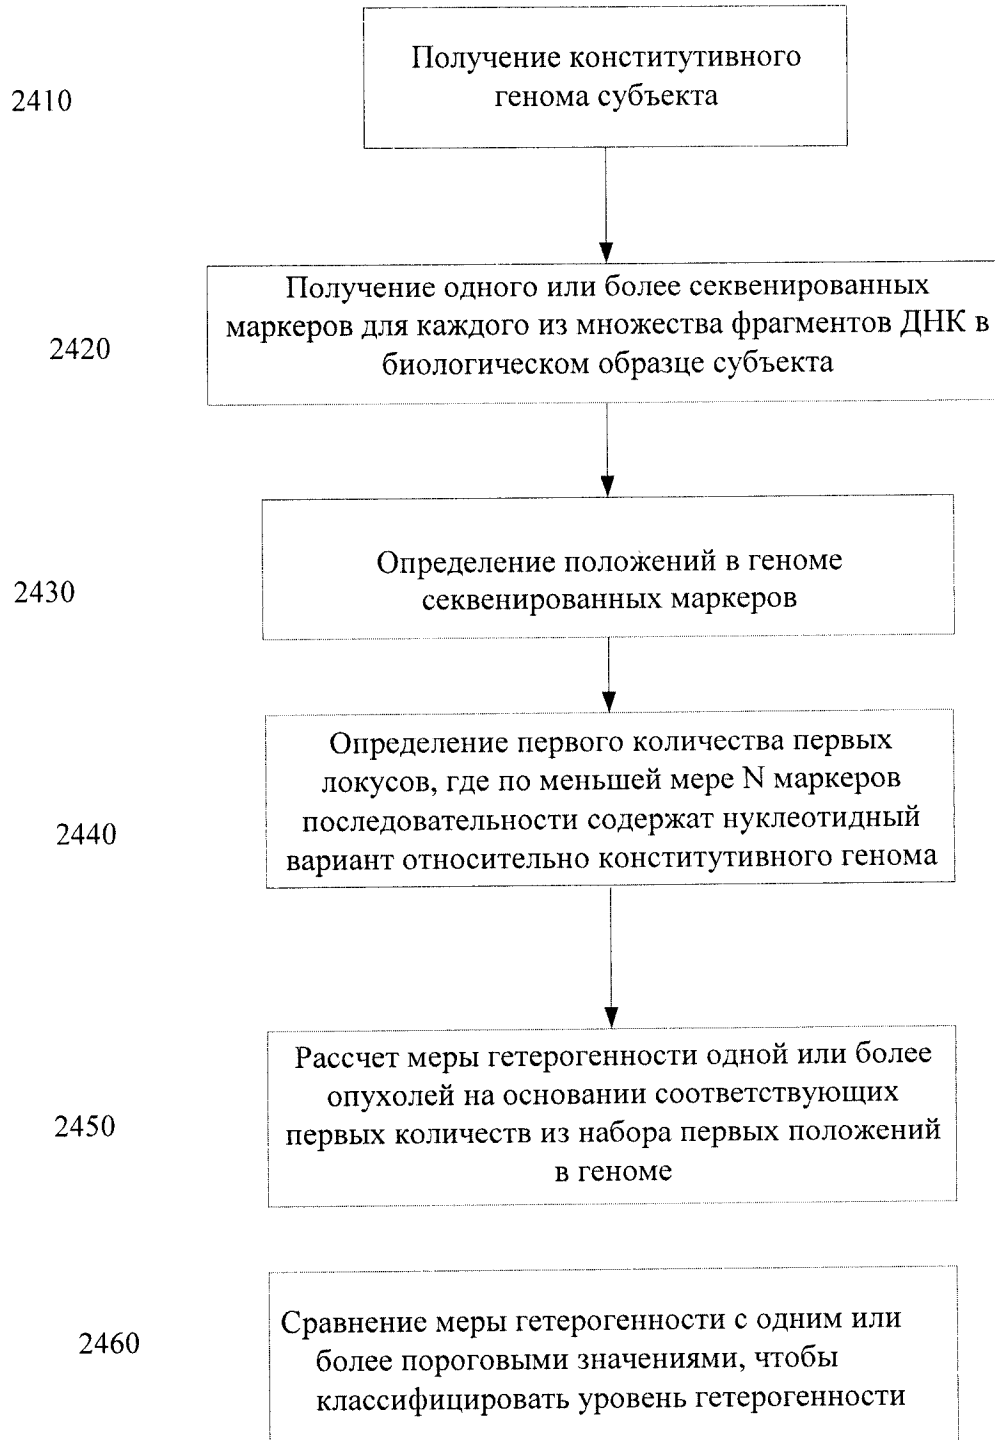 Получение конститутивного
генома субъекта
2410
Получение одного или более секвенированных
маркеров для каждого из множества фрагментов ДНК в
биологическом образце субъекта
2420
Определение положений в геноме
секвенированных маркеров
2430
Определение первого количества первых
локусов, где по меньшей мере N маркеров
последовательности содержат нуклеотидный
вариант относительно конститутивного генома
2440
Рассчет меры гетерогенности одной или более
опухолей на основании соответствующих
первых количеств из набора первых положений
в геноме
2450
Сравнение меры гетерогенности с одним или
более пороговыми значениями, чтобы
классифицировать уровень гетерогенности
2460